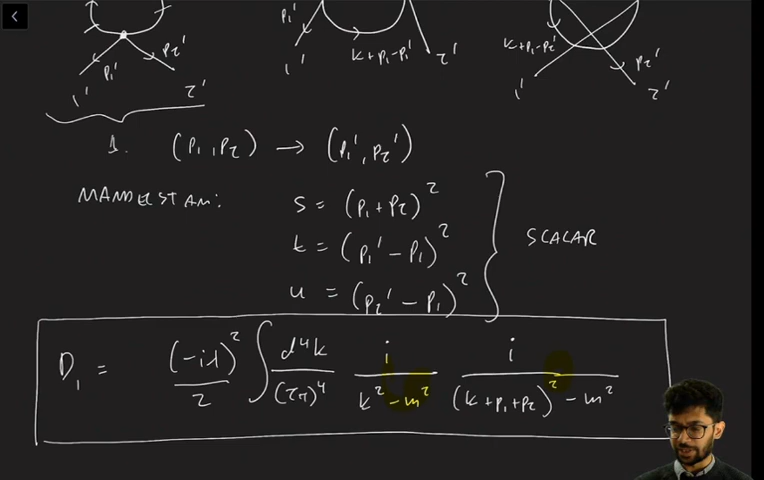 p₁' p₂' p₁' k+p₁-p₁' k+p₁-p₂' p₂'
1' 2' 1' 2' 1' 2'
1. (p₁, p₂) → (p₁', p₂')
MANDELSTAM: s = (p₁+p₂)²
t = (p₁' - p₁)² SCALAR
u = (p₂' - p₁)²
D₁ = (-iλ)²/2 ∫ d⁴k/(2π)⁴ i/(k² - m²) i/((k+p₁+p₂)² - m²)